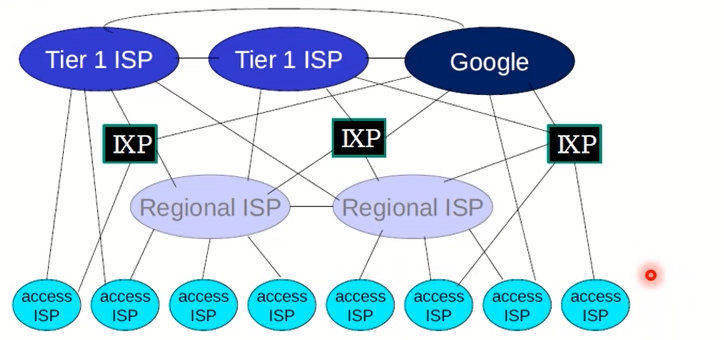 Tier 1 ISP
Tier 1 ISP
Google
IXP
IXP
IXP
Regional ISP
Regional ISP
access
ISP
access
ISP
access
ISP
access
ISP
access
ISP
access
ISP
access
ISP
access
ISP